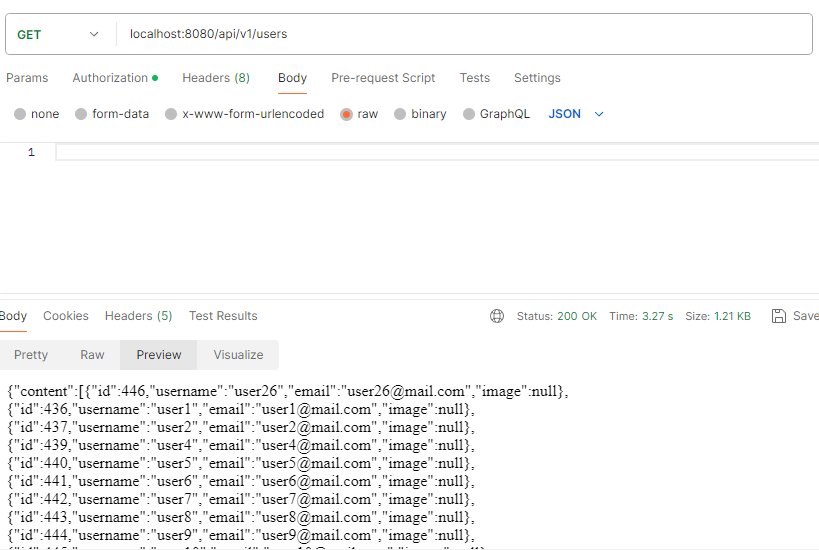 GET localhost:8080/api/v1/users
Params Authorization Headers (8) Body Pre-request Script Tests Settings
none form-data x-www-form-urlencoded raw binary GraphQL JSON
1
Body Cookies Headers (5) Test Results Status: 200 OK Time: 3.27 s Size: 1.21 KB Save
Pretty Raw Preview Visualize
{"content":[{"id":446,"username":"user26","email":"user26@mail.com","image":null},
{"id":436,"username":"user1","email":"user1@mail.com","image":null},
{"id":437,"username":"user2","email":"user2@mail.com","image":null},
{"id":439,"username":"user4","email":"user4@mail.com","image":null},
{"id":440,"username":"user5","email":"user5@mail.com","image":null},
{"id":441,"username":"user6","email":"user6@mail.com","image":null},
{"id":442,"username":"user7","email":"user7@mail.com","image":null},
{"id":443,"username":"user8","email":"user8@mail.com","image":null},
{"id":444,"username":"user9","email":"user9@mail.com","image":null},